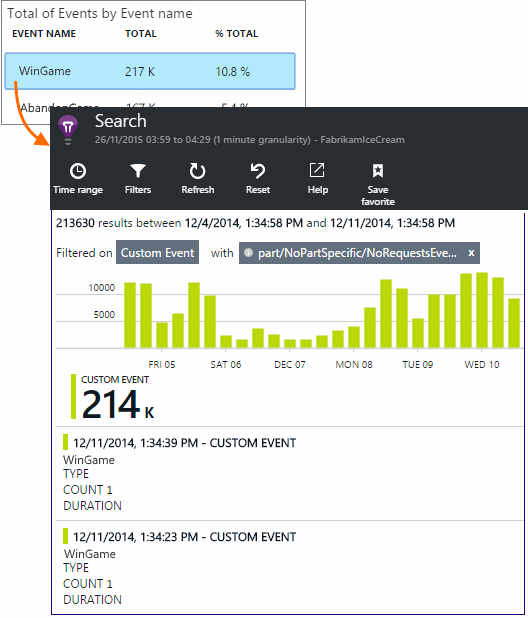 Total of Events by Event name
EVENT NAME TOTAL % TOTAL
WinGame 217 K 10.8 %
Search
26/11/2015 03:59 to 04:29 (1 minute granularity) - FabrikamIceCream
Time range Filters Refresh Reset Help Save favorite
213630 results between 12/4/2014, 1:34:58 PM and 12/11/2014, 1:34:58 PM
Filtered on Custom Event with part/NoPartSpecific/NoRequestsEve... x
10000
5000
FRI 05 SAT 06 DEC 07 MON 08 TUE 09 WED 10
CUSTOM EVENT
214 K
12/11/2014, 1:34:39 PM - CUSTOM EVENT
WinGame
TYPE
COUNT 1
DURATION
12/11/2014, 1:34:23 PM - CUSTOM EVENT
WinGame
TYPE
COUNT 1
DURATION